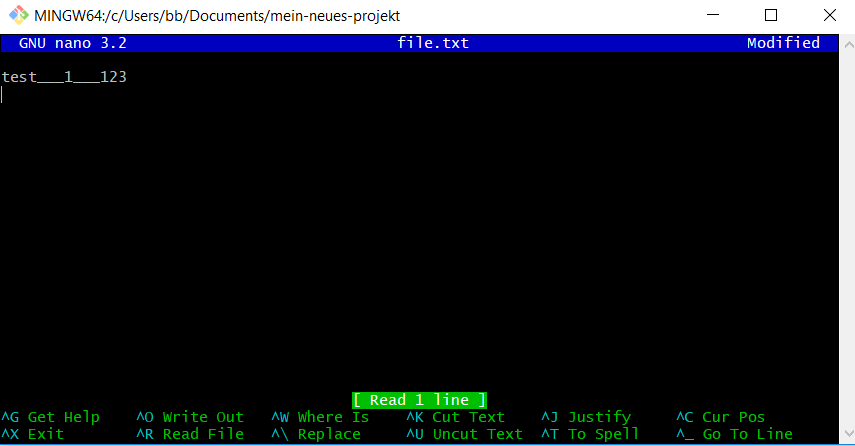 MINGW64:/c/Users/bb/Documents/mein-neues-projekt
GNU nano 3.2 file.txt Modified
test___1___123
[ Read 1 line ]
^G Get Help ^O Write Out ^W Where Is ^K Cut Text ^J Justify ^C Cur Pos
^X Exit ^R Read File ^\ Replace ^U Uncut Text ^T To Spell ^_ Go To Line